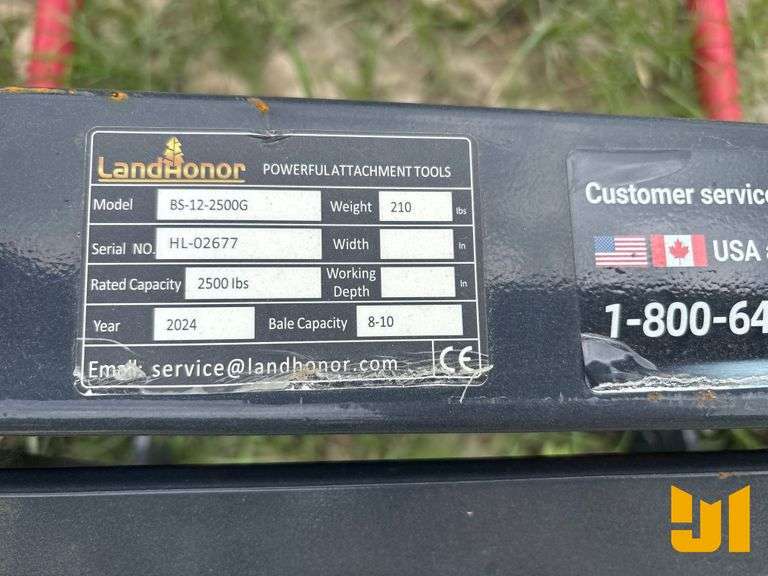 LandHonor POWERFUL ATTACHMENT TOOLS
Model BS-12-2500G Weight 210 lbs
Serial NO. HL-02677 Width In
Rated Capacity 2500 lbs Working Depth In
Year 2024 Bale Capacity 8-10
Email: service@landhonor.com CE
Customer service
USA a
1-800-64